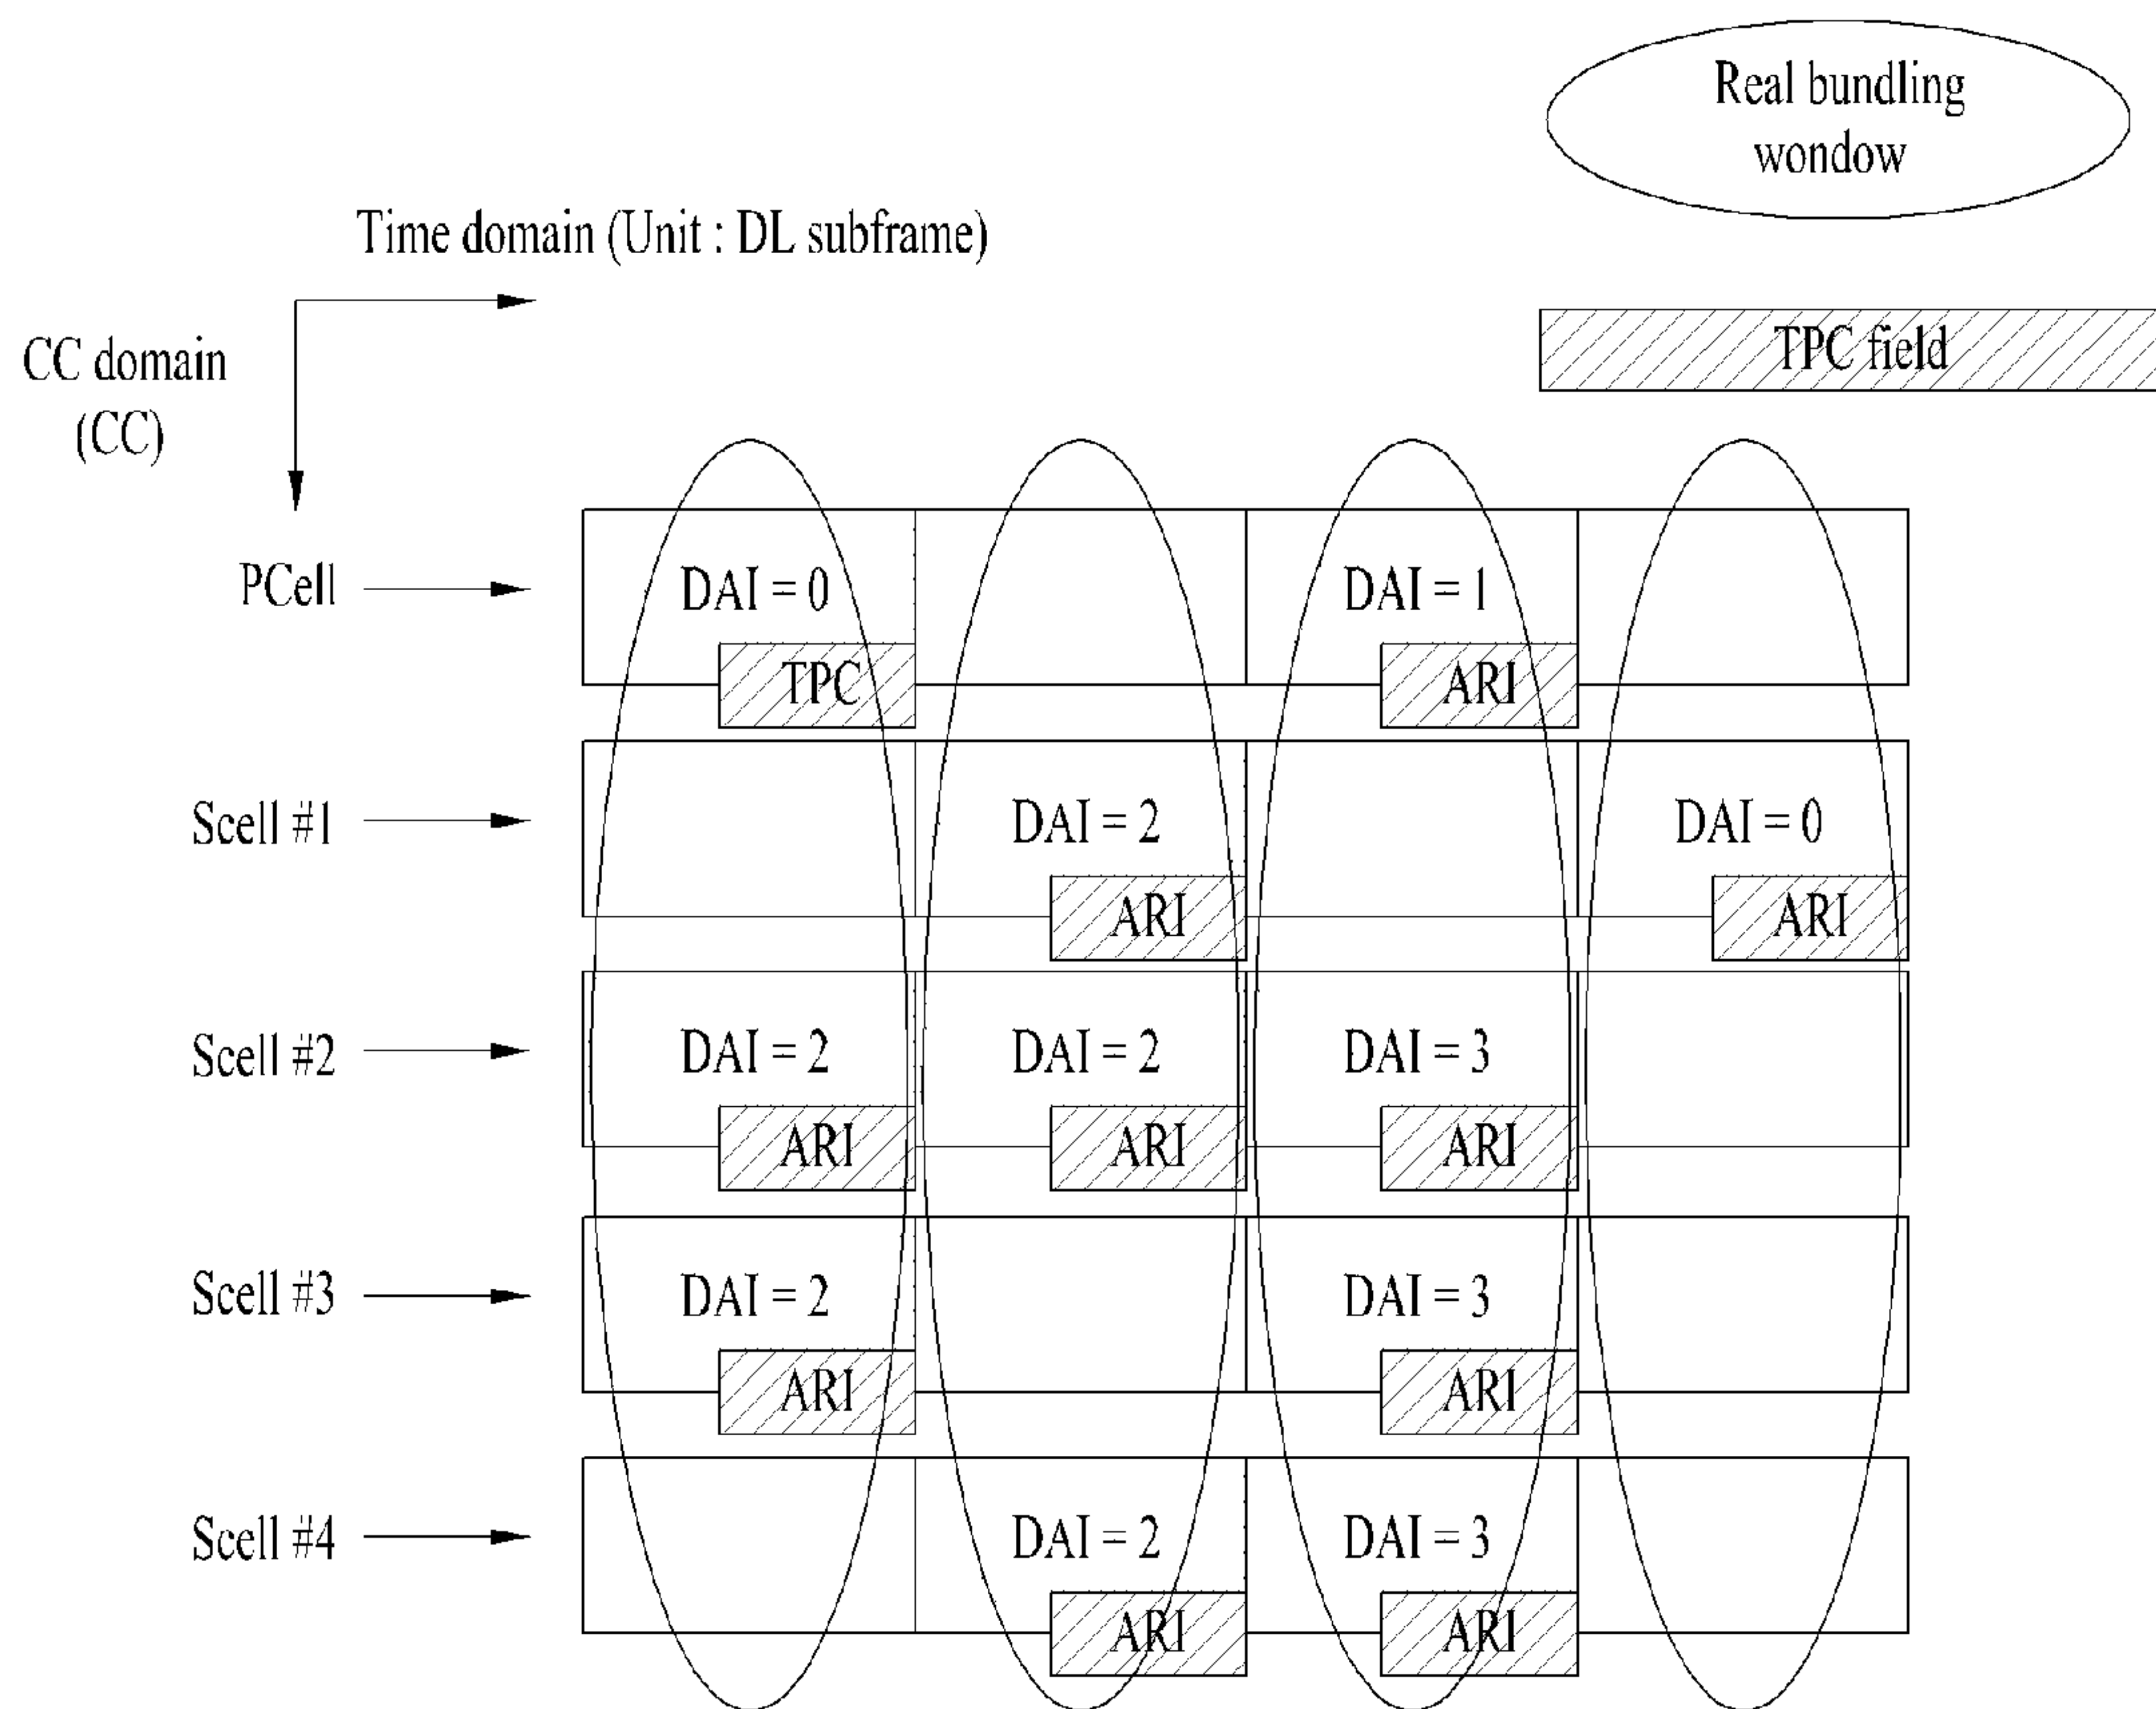 Real bundling
wondow
Time domain (Unit : DL subframe)
TPC field
CC domain
(CC)
PCell
DAI = 0
DAI = 1
TPC
ARI
Scell #1
DAI = 2
DAI = 0
ARI
ARI
Scell #2
DAI = 2
DAI = 2
DAI = 3
ARI
ARI
ARI
Scell #3
DAI = 2
DAI = 3
ARI
ARI
Scell #4
DAI = 2
DAI = 3
ARI
ARI